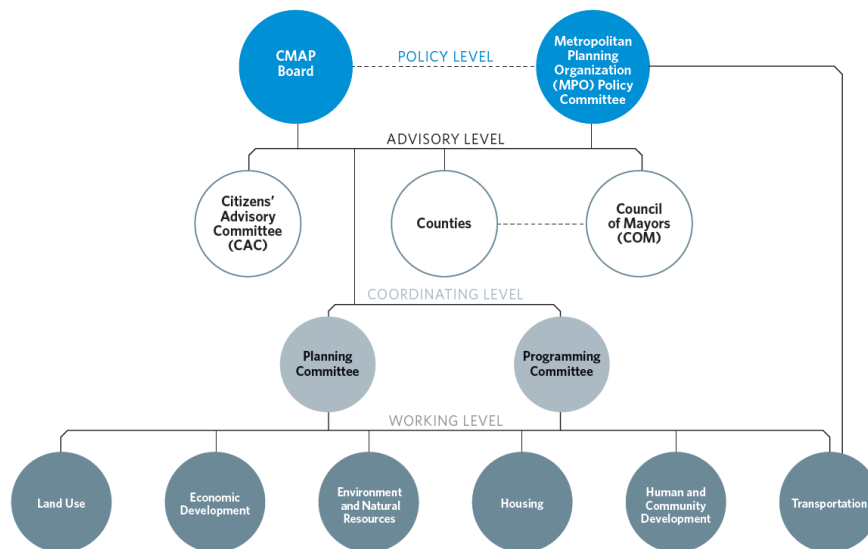 CMAP
Board
POLICY LEVEL
Metropolitan
Planning
Organization
(MPO) Policy
Committee
ADVISORY LEVEL
Citizens'
Advisory
Committee
(CAC)
Counties
Council
of Mayors
(COM)
COORDINATING LEVEL
Planning
Committee
Programming
Committee
WORKING LEVEL
Land Use
Economic
Development
Environment
and Natural
Resources
Housing
Human and
Community
Development
Transportation